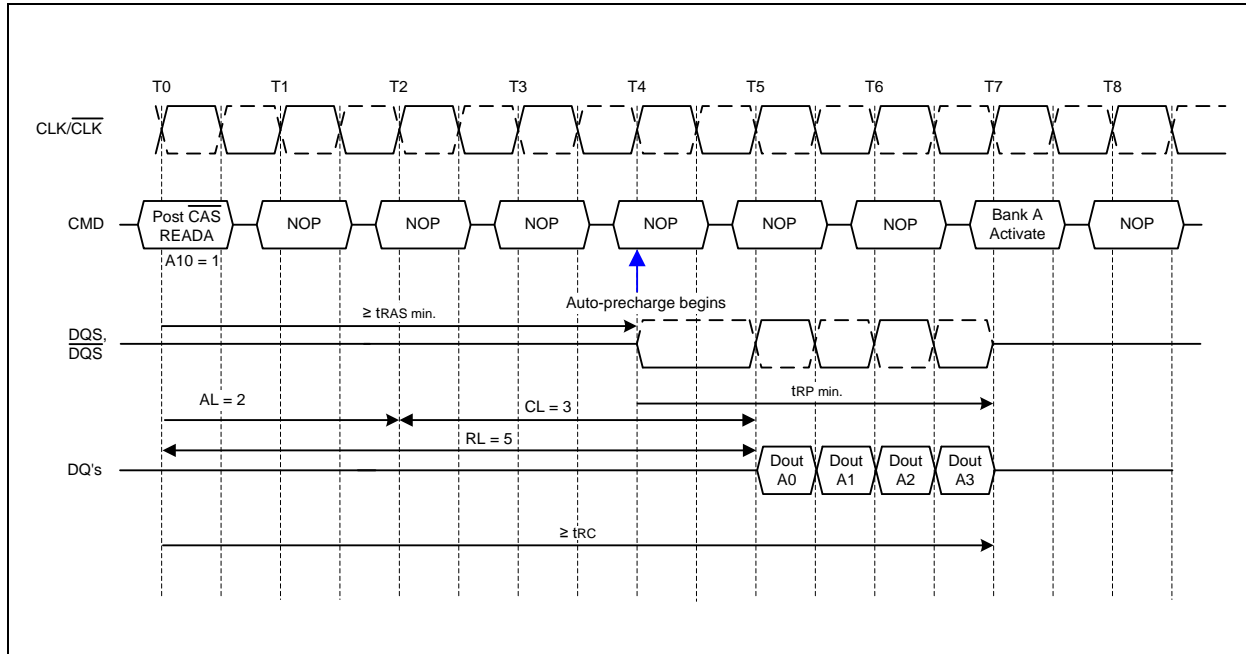 T0 T1 T2 T3 T4 T5 T6 T7 T8
CLK/CLK
CMD
Post CAS
READA
NOP NOP NOP NOP NOP NOP
Bank A
Activate
NOP
A10 = 1
Auto-precharge begins
≥ tRAS min.
DQS,
DQS
tRP min.
AL = 2
CL = 3
RL = 5
DQ's
Dout
A0
Dout
A1
Dout
A2
Dout
A3
≥ tRC